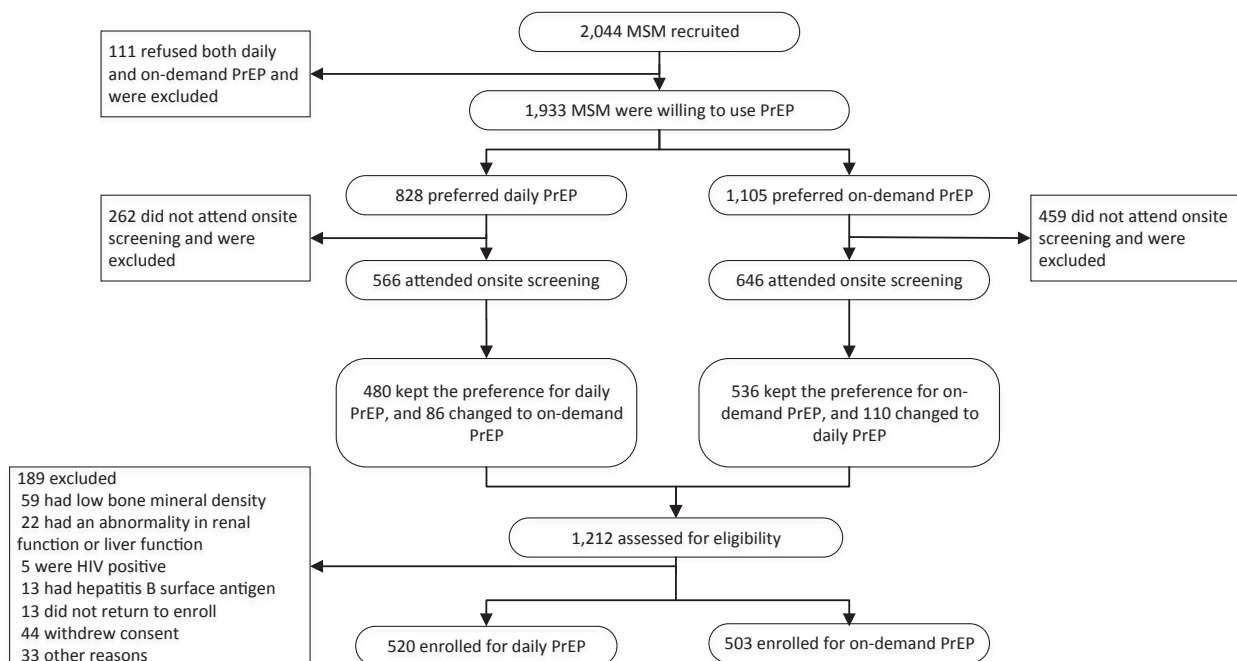 2,044 MSM recruited
111 refused both daily
and on-demand PrEP and
were excluded
1,933 MSM were willing to use PrEP
828 preferred daily PrEP
1,105 preferred on-demand PrEP
262 did not attend onsite
screening and were
excluded
459 did not attend onsite
screening and were
excluded
566 attended onsite screening
646 attended onsite screening
480 kept the preference for daily
PrEP, and 86 changed to on-demand
PrEP
536 kept the preference for on-
demand PrEP, and 110 changed to
daily PrEP
189 excluded
59 had low bone mineral density
22 had an abnormality in renal
function or liver function
5 were HIV positive
13 had hepatitis B surface antigen
13 did not return to enroll
44 withdrew consent
33 other reasons
1,212 assessed for eligibility
520 enrolled for daily PrEP
503 enrolled for on-demand PrEP